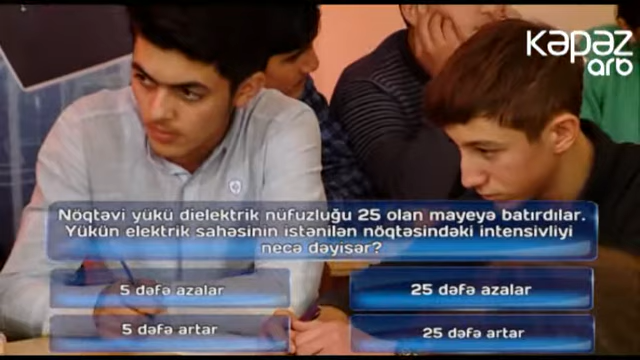 kəpəz
arb
Nöqtəvi yükü dielektrik nüfuzluğu 25 olan mayeyə batırdılar.
Yükün elektrik sahəsinin istənilən nöqtəsindəki intensivliyi
necə dəyişər?
5 dəfə azalar
25 dəfə azalar
5 dəfə artar
25 dəfə artar